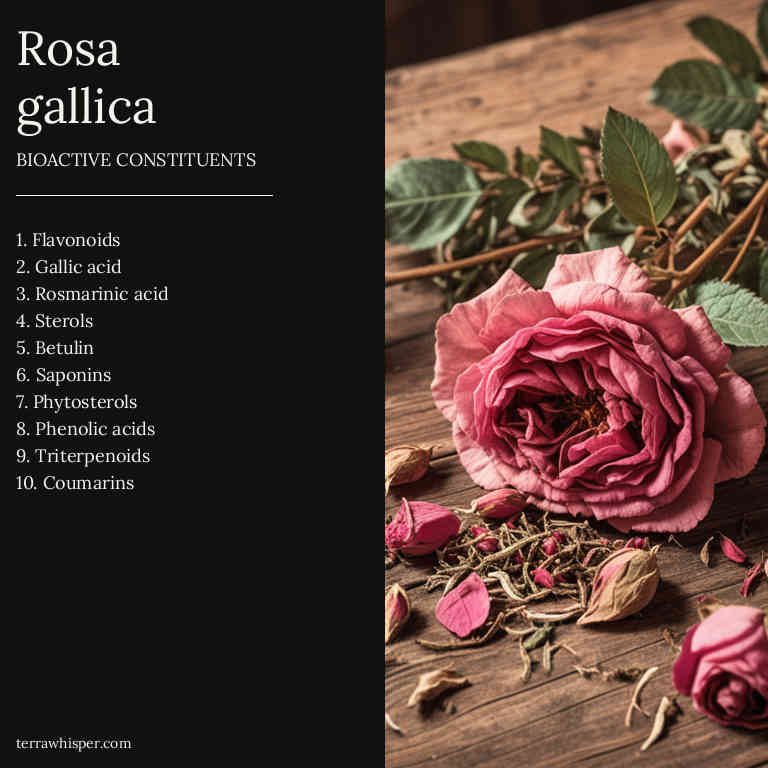 Rosa
gallica
BIOACTIVE CONSTITUENTS
1. Flavonoids
2. Gallic acid
3. Rosmarinic acid
4. Sterols
5. Betulin
6. Saponins
7. Phytosterols
8. Phenolic acids
9. Triterpenoids
10. Coumarins
terrawhisper.com